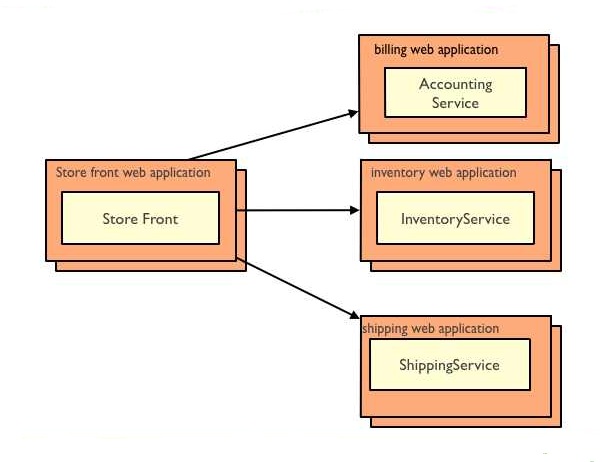 billing web application
Accounting
Service
Store front web application
Store Front
inventory web application
InventoryService
shipping web application
ShippingService